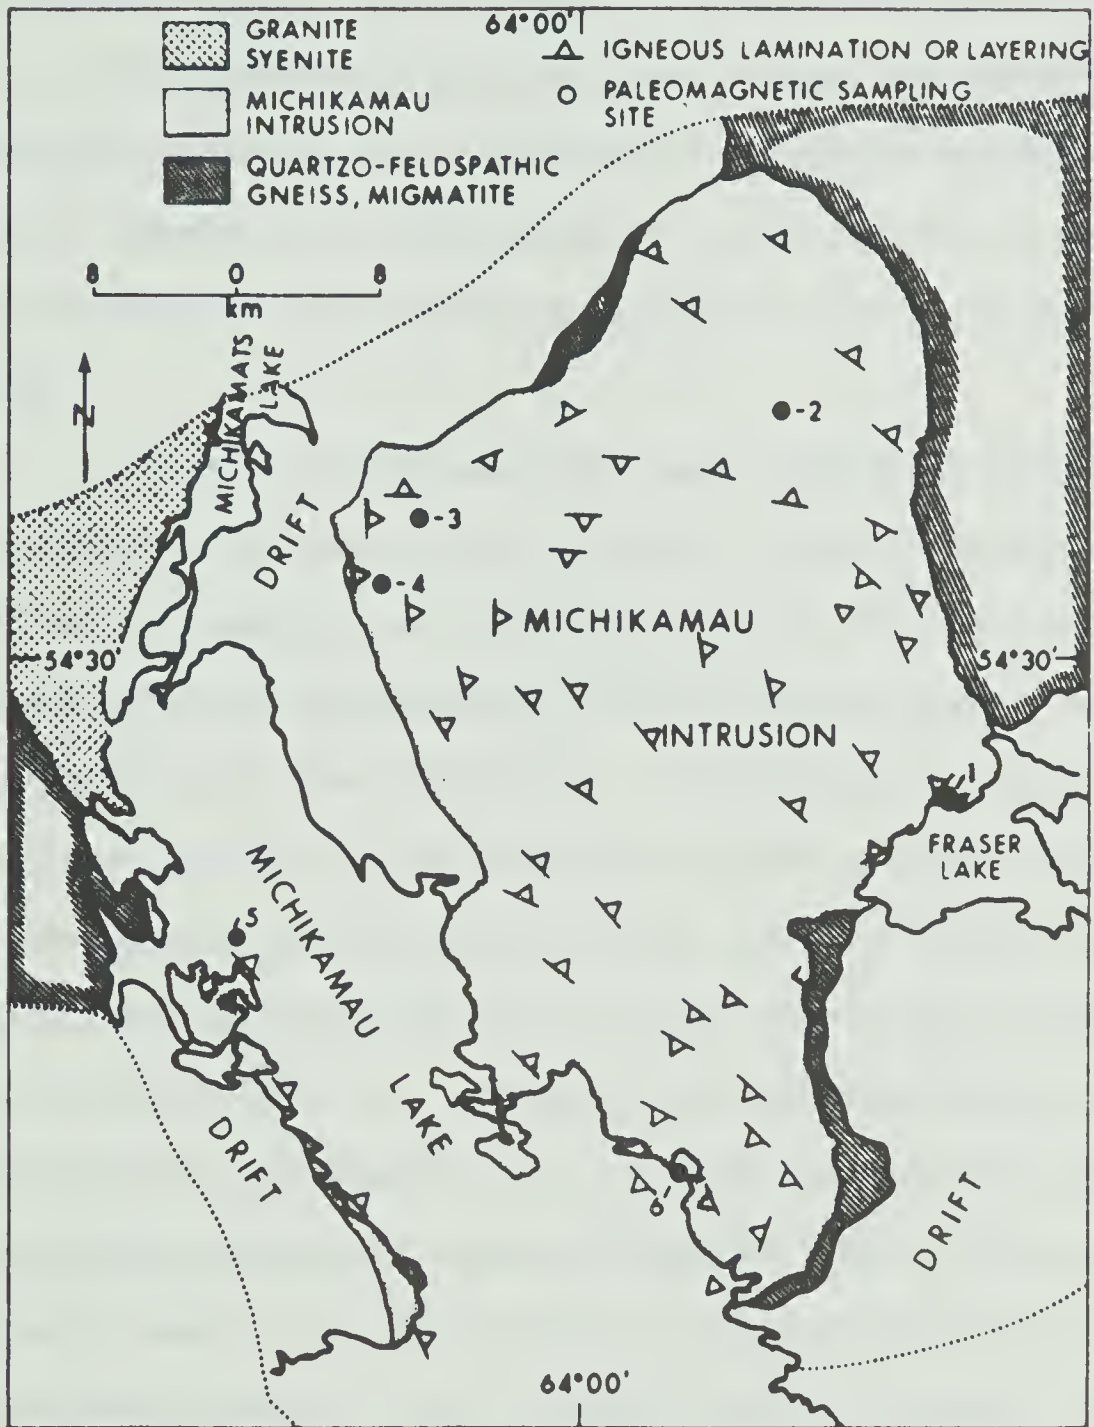 GRANITE
SYENITE
MICHIKAMAU
INTRUSION
QUARTZO-FELDSPATHIC
GNEISS, MIGMATITE
64°00'
IGNEOUS LAMINATION OR LAYERING
PALEOMAGNETIC SAMPLING
SITE
8 0 8
km
N
MICHIKAMATS
LAKE
DRIFT
-2
-3
-4
54°30'
54°30'
MICHIKAMAU
INTRUSION
1
FRASER
LAKE
5
MICHIKAMAU
LAKE
DRIFT
6
DRIFT
64°00'